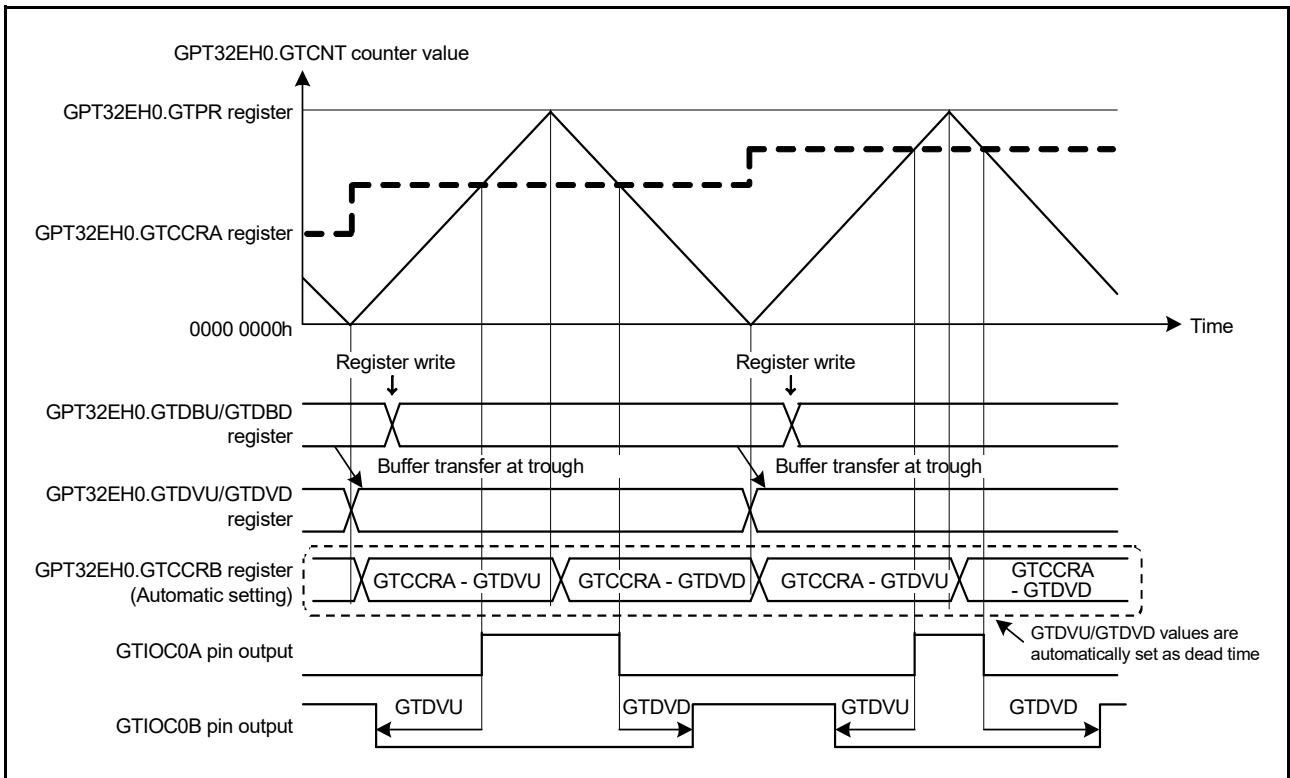 GPT32EH0.GTCNT counter value
GPT32EH0.GTPR register
GPT32EH0.GTCCRA register
0000 0000h
Time
Register write
Register write
GPT32EH0.GTDBU/GTDBD
register
Buffer transfer at trough
Buffer transfer at trough
GPT32EH0.GTDVU/GTDVD
register
GPT32EH0.GTCCRB register
(Automatic setting)
GTCCRA - GTDVU
GTCCRA - GTDVD
GTCCRA - GTDVU
GTCCRA
- GTDVD
GTDVU/GTDVD values are
automatically set as dead time
GTIOC0A pin output
GTDVU
GTDVD
GTDVU
GTDVD
GTIOC0B pin output